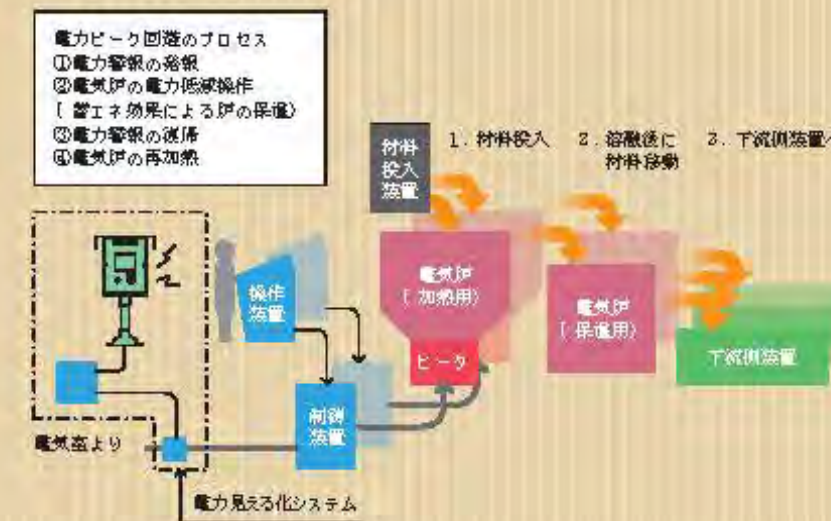 電力ピーク回避のプロセス
①電力警報の発報
②電気炉の電力低減操作
(蓄エネ効果による炉の保温)
③電力警報の復帰
④電気炉の再加熱
材料
投入
装置
1. 材料投入
2. 溶融後に
材料移動
3. 下流側装置へ
操作
装置
電気炉
(加熱用)
ヒータ
電気炉
(保温用)
下流側装置
制御
装置
電気室より
電力見える化システム